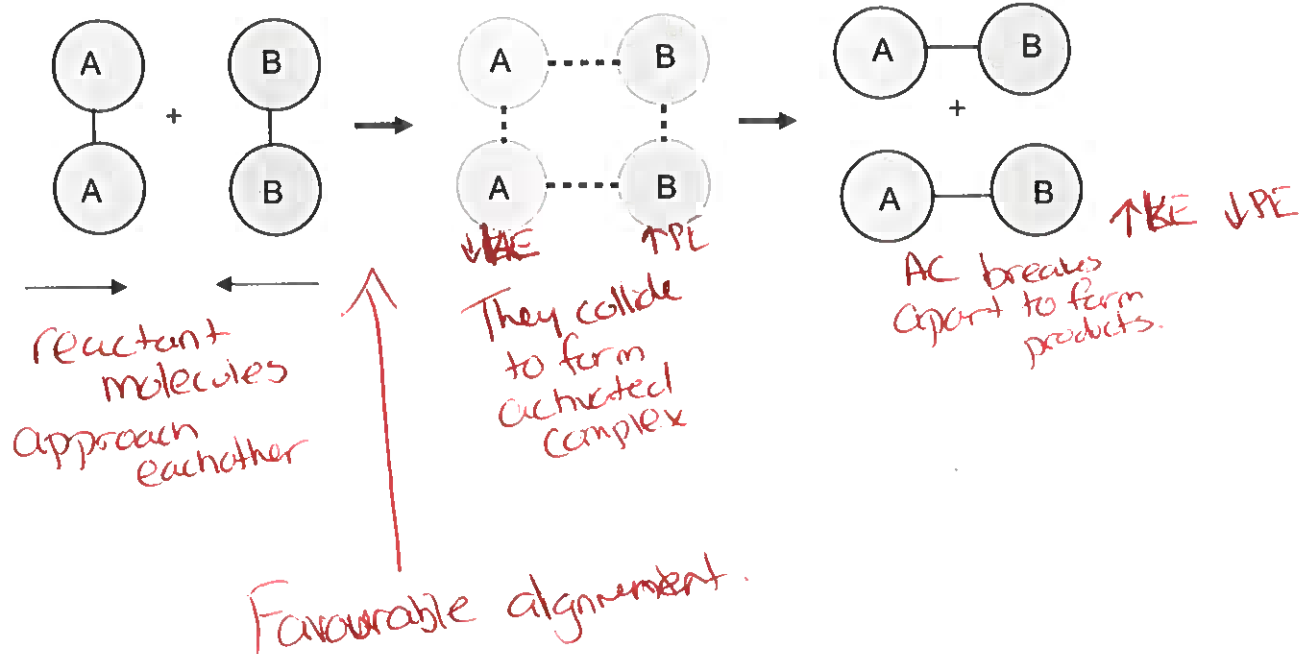 A
+
B
A
B
A
B
A
B
A
B
+
A
B
↓KE
↑PE
↑KE ↓PE
reactant
molecules
approach
eachother
They collide
to form
activated
complex
AC breaks
apart to form
products.
Favourable alignment.